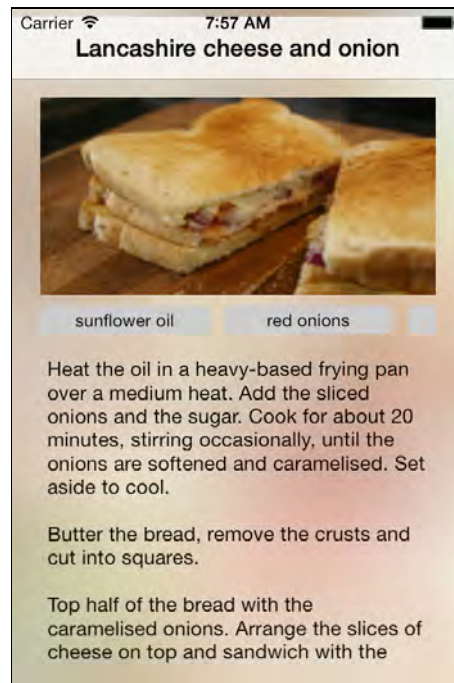 Carrier 7:57 AM
Lancashire cheese and onion
sunflower oil red onions
Heat the oil in a heavy-based frying pan
over a medium heat. Add the sliced
onions and the sugar. Cook for about 20
minutes, stirring occasionally, until the
onions are softened and caramelised. Set
aside to cool.
Butter the bread, remove the crusts and
cut into squares.
Top half of the bread with the
caramelised onions. Arrange the slices of
cheese on top and sandwich with the